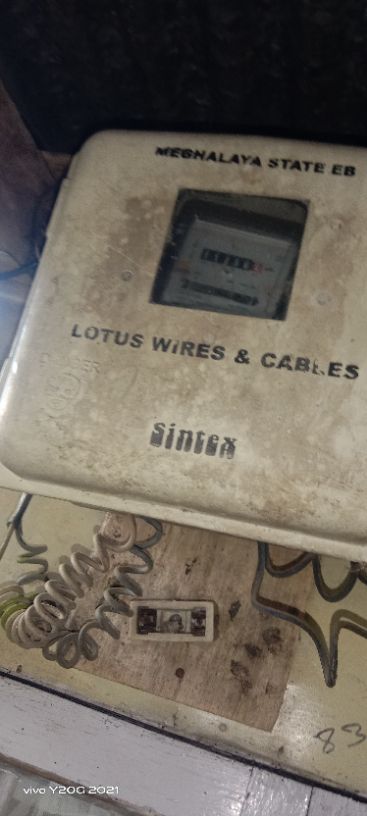 MEGHALAYA STATE EB
LOTUS WIRES & CABLES
Sintex
83
vivo Y20G 2021